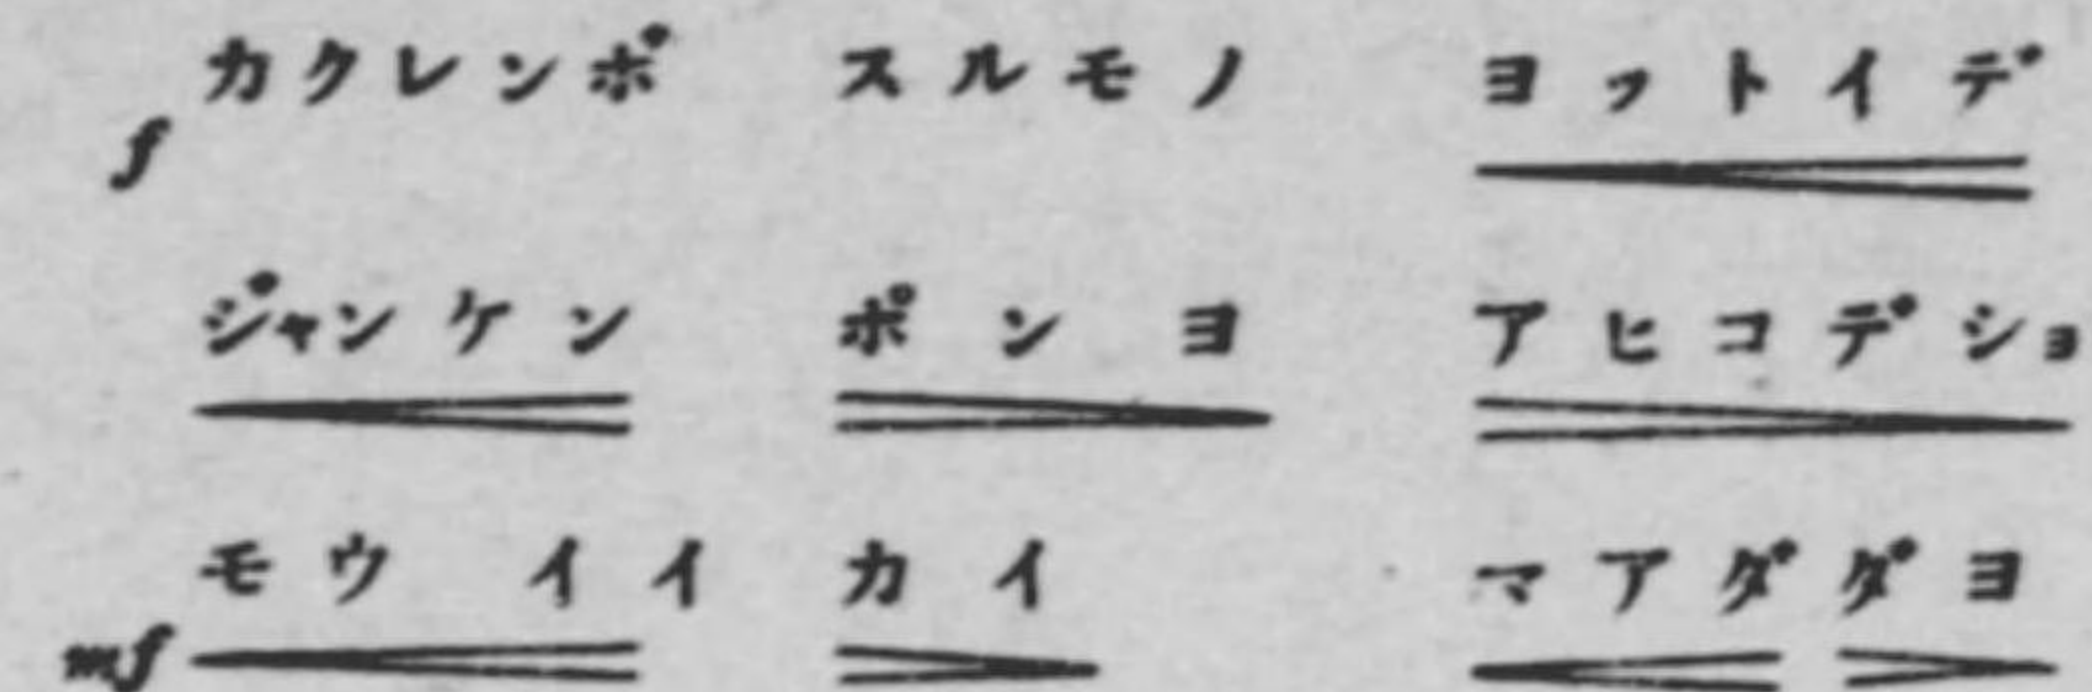 カクレンボ スルモノ ヨットイデ
f
ジャンケン ポンヨ アヒコデショ
モウ イイ カイ マアダダヨ
mf